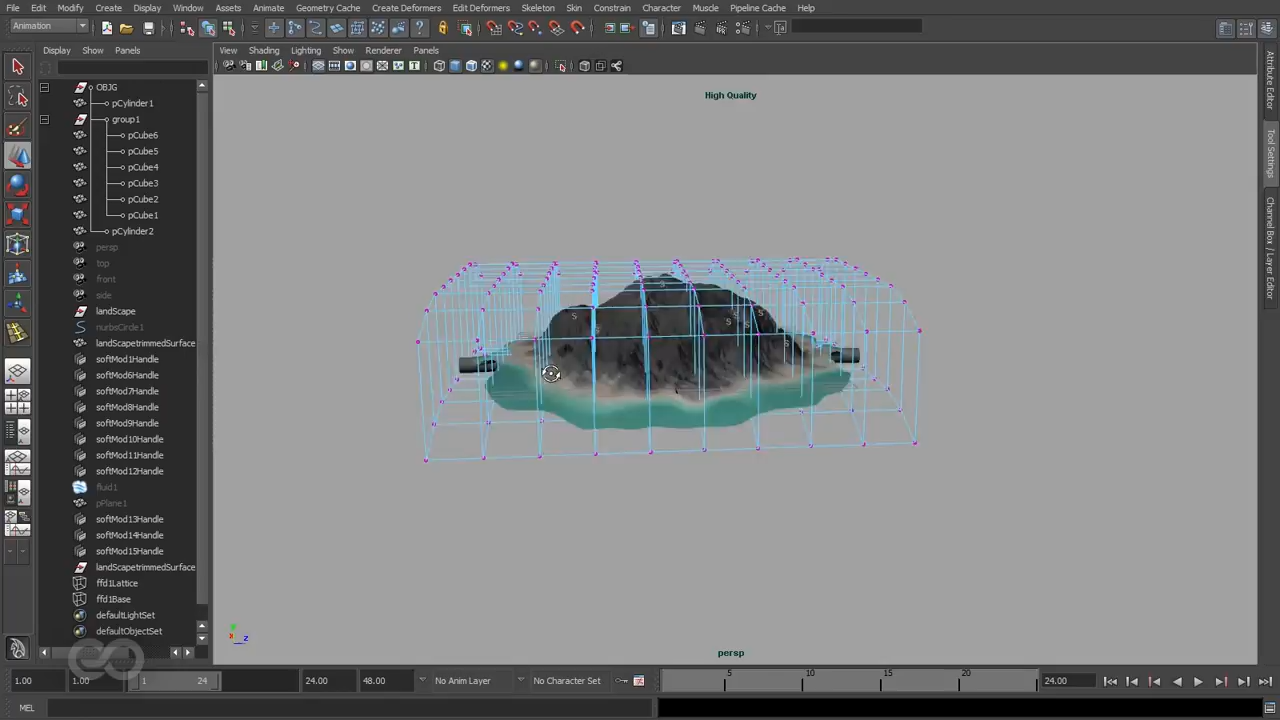 File Edit Modify Create Display Window Assets Animate Geometry Cache Create Deformers Edit Deformers Skeleton Skin Constrain Character Muscle Pipeline Cache Help
Animation
Display Show Panels
View Shading Lighting Show Renderer Panels
High Quality
OBJG
pCylinder1
group1
pCube6
pCube5
pCube4
pCube3
pCube2
pCube1
pCylinder2
persp
top
front
side
landScape
nurbsCircle1
landScapetrimmedSurface
softMod1Handle
softMod6Handle
softMod7Handle
softMod8Handle
softMod9Handle
softMod10Handle
softMod11Handle
softMod12Handle
fluid1
pPlane1
softMod13Handle
softMod14Handle
softMod15Handle
landScapetrimmedSurface
ffd1Lattice
ffd1Base
defaultLightSet
defaultObjectSet
S S S S S S S
y x z
persp
Attribute Editor
Tool Settings
Channel Box / Layer Editor
1.00 1.00 1 24 24.00 48.00 No Anim Layer No Character Set 5 10 15 20 24.00
MEL